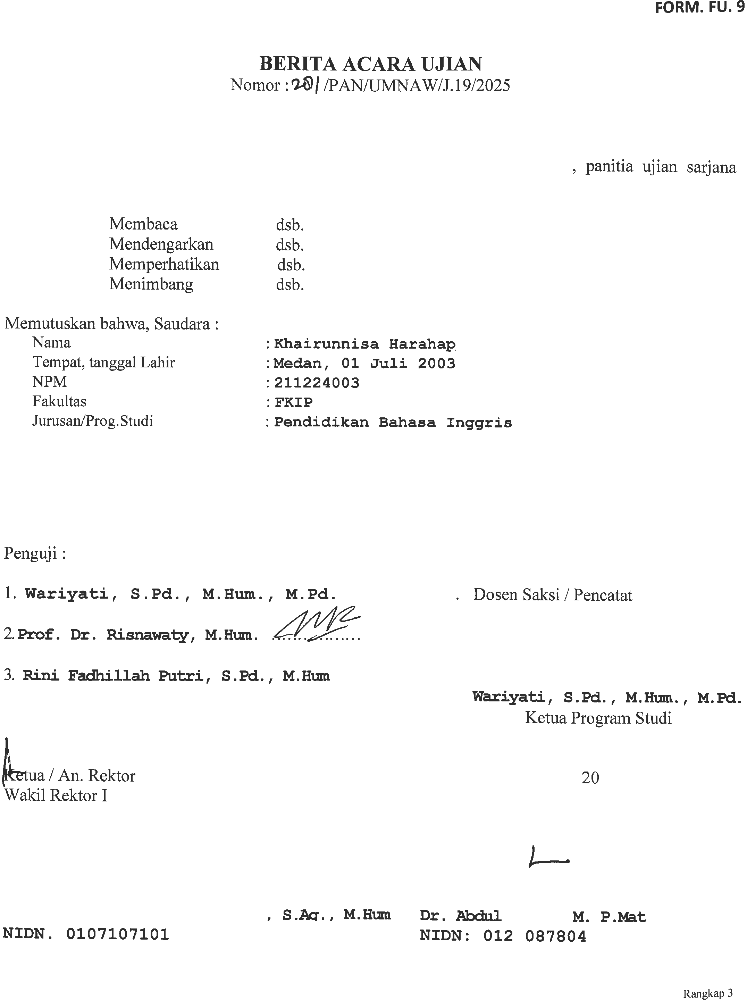 FORM. FU. 9
BERITA ACARA UJIAN
Nomor : 201 /PAN/UMNAW/J.19/2025
, panitia ujian sarjana
Membaca dsb.
Mendengarkan dsb.
Memperhatikan dsb.
Menimbang dsb.
Memutuskan bahwa, Saudara :
Nama : Khairunnisa Harahap
Tempat, tanggal Lahir : Medan, 01 Juli 2003
NPM : 211224003
Fakultas : FKIP
Jurusan/Prog.Studi : Pendidikan Bahasa Inggris
Penguji :
1. Wariyati, S.Pd., M.Hum., M.Pd. . Dosen Saksi / Pencatat
2. Prof. Dr. Risnawaty, M.Hum. ..................
3. Rini Fadhillah Putri, S.Pd., M.Hum
Wariyati, S.Pd., M.Hum., M.Pd.
Ketua Program Studi
Ketua / An. Rektor 20
Wakil Rektor I
, S.Ag., M.Hum Dr. Abdul M. P.Mat
NIDN. 0107107101 NIDN: 012 087804
Rangkap 3